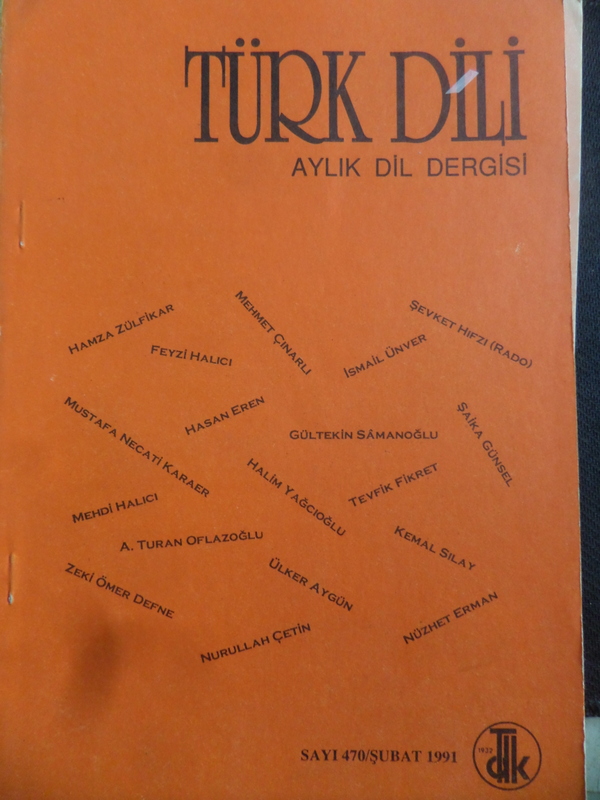 TÜRK DİLİ
AYLIK DİL DERGİSİ
HAMZA ZÜLFİKAR
MEHMET ÇINARLI
ŞEVKET HIFZI (RADO)
FEYZİ HALICI
İSMAİL ÜNVER
MUSTAFA NECATİ KARAER
HASAN EREN
GÜLTEKİN SÂMANOĞLU
ŞAİKA GÜNSEL
HALİM YAĞCIOĞLU
TEVFİK FİKRET
MEHDİ HALICI
A. TURAN OFLAZOĞLU
KEMAL SILAY
ZEKİ ÖMER DEFNE
ÜLKER AYGÜN
NURULLAH ÇETİN
NÜZHET ERMAN
SAYI 470/ŞUBAT 1991
1932
TDK